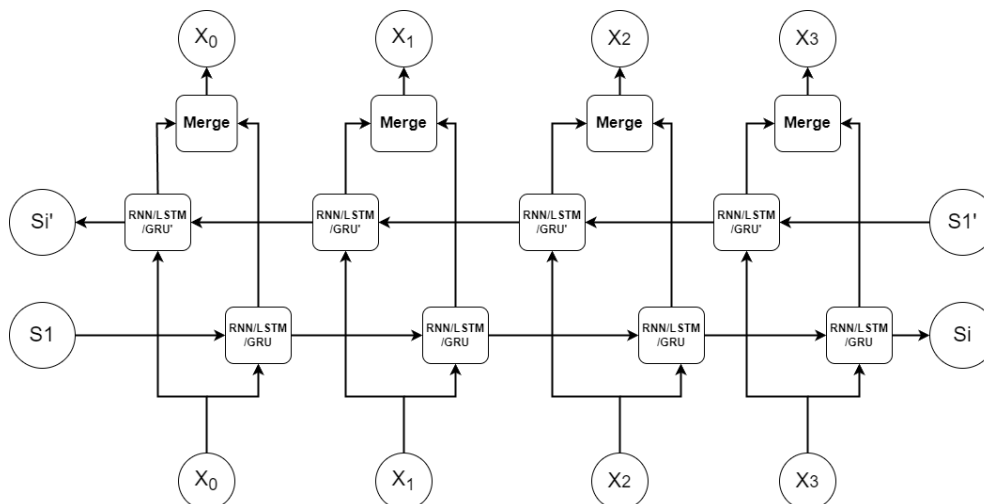 X0
X1
X2
X3
Merge
Merge
Merge
Merge
Si'
RNN/LSTM
/GRU'
RNN/LSTM
/GRU'
RNN/LSTM
/GRU'
RNN/LSTM
/GRU'
S1'
S1
RNN/LSTM
/GRU
RNN/LSTM
/GRU
RNN/LSTM
/GRU
RNN/LSTM
/GRU
Si
X0
X1
X2
X3